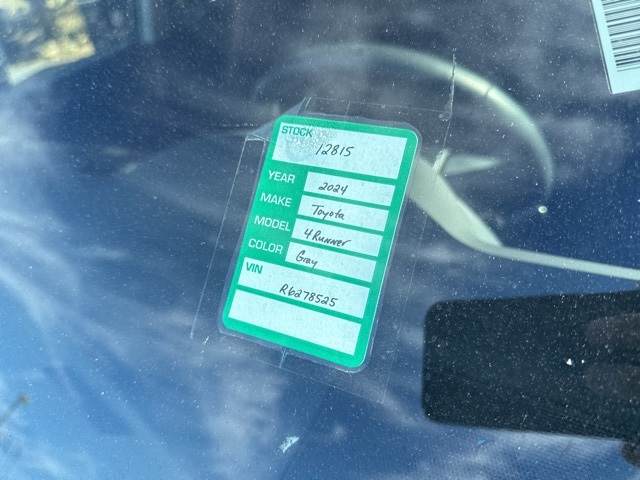 STOCK
12815
YEAR 2024
MAKE Toyota
MODEL 4Runner
COLOR Gray
VIN
R6278525